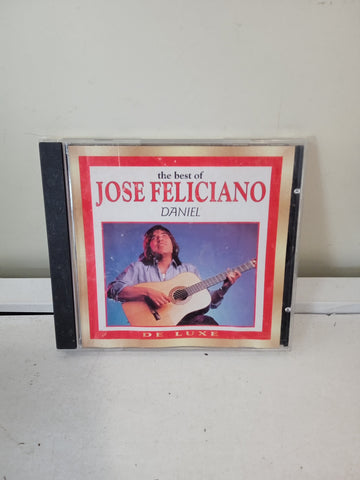 the best of
JOSE FELICIANO
DANIEL
DE LUXE